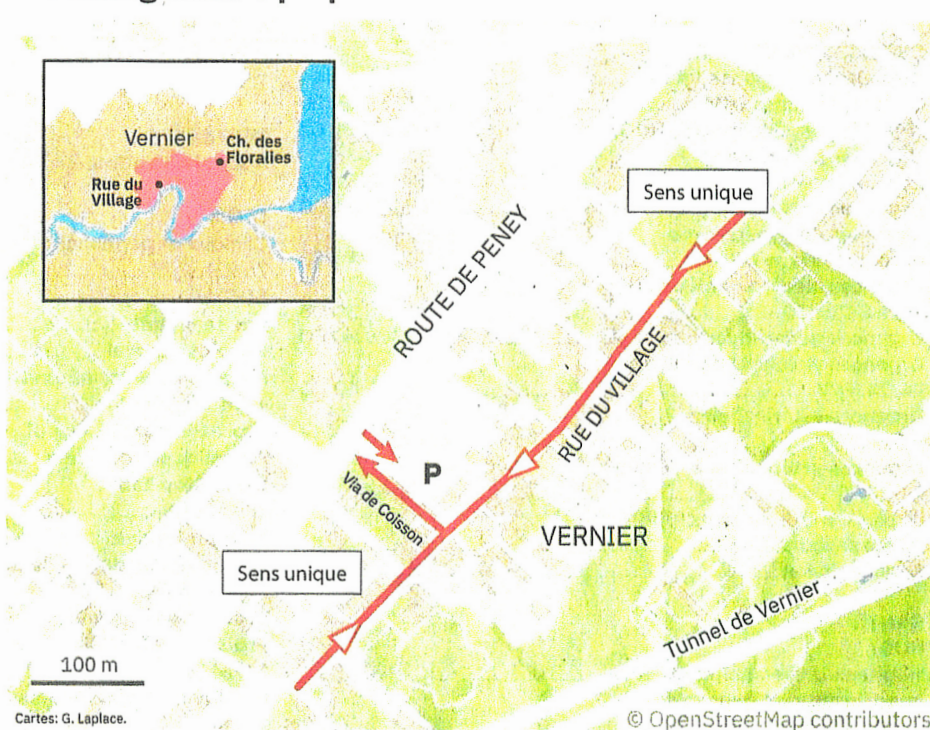 Vernier
Ch. des
Floralies
Rue du
Village
Sens unique
ROUTE DE PENEY
RUE DU VILLAGE
P
Via de Coisson
VERNIER
Sens unique
Tunnel de Vernier
100 m
Cartes: G. Laplace.
© OpenStreetMap contributors